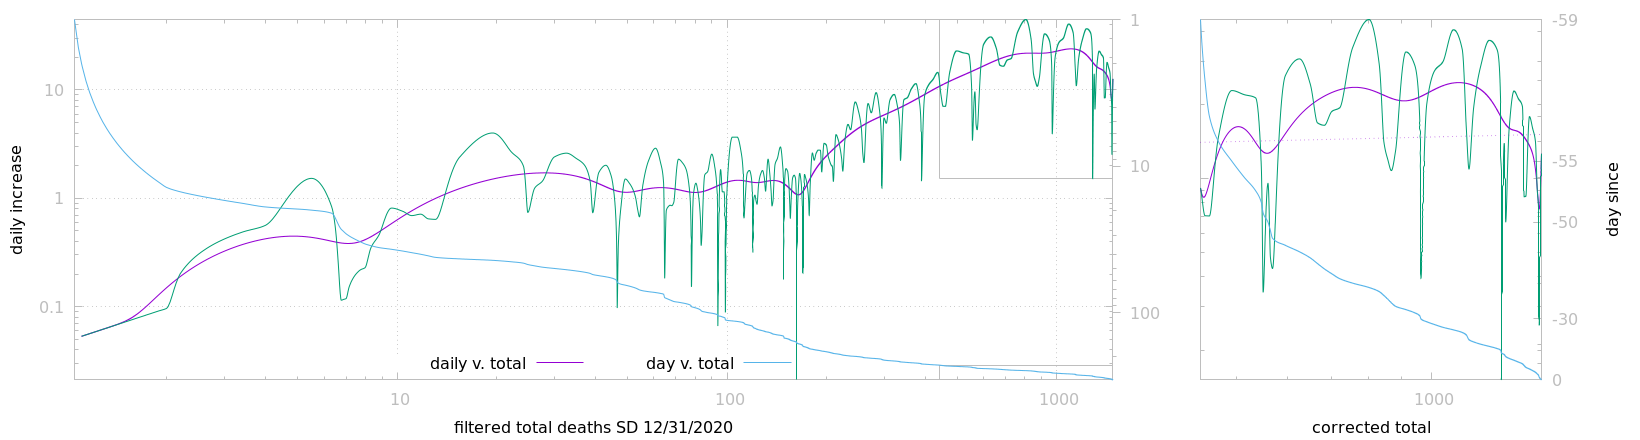 daily increase
10
1
0.1
10
100
1000
1
10
100
daily v. total
day v. total
filtered total deaths SD 12/31/2020
-59
-55
-50
-30
0
day since
1000
corrected total